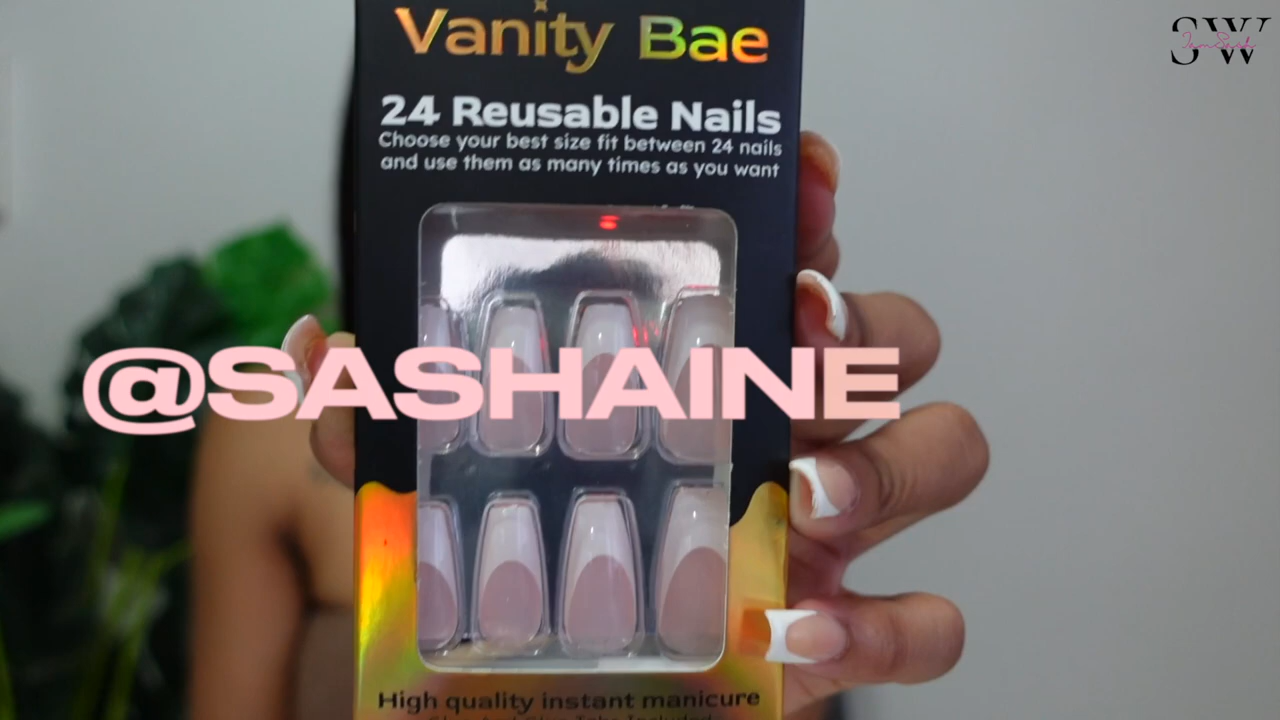 Vanity Bae
SW
IamSash
24 Reusable Nails
Choose your best size fit between 24 nails
and use them as many times as you want
@SASHAINE
High quality instant manicure